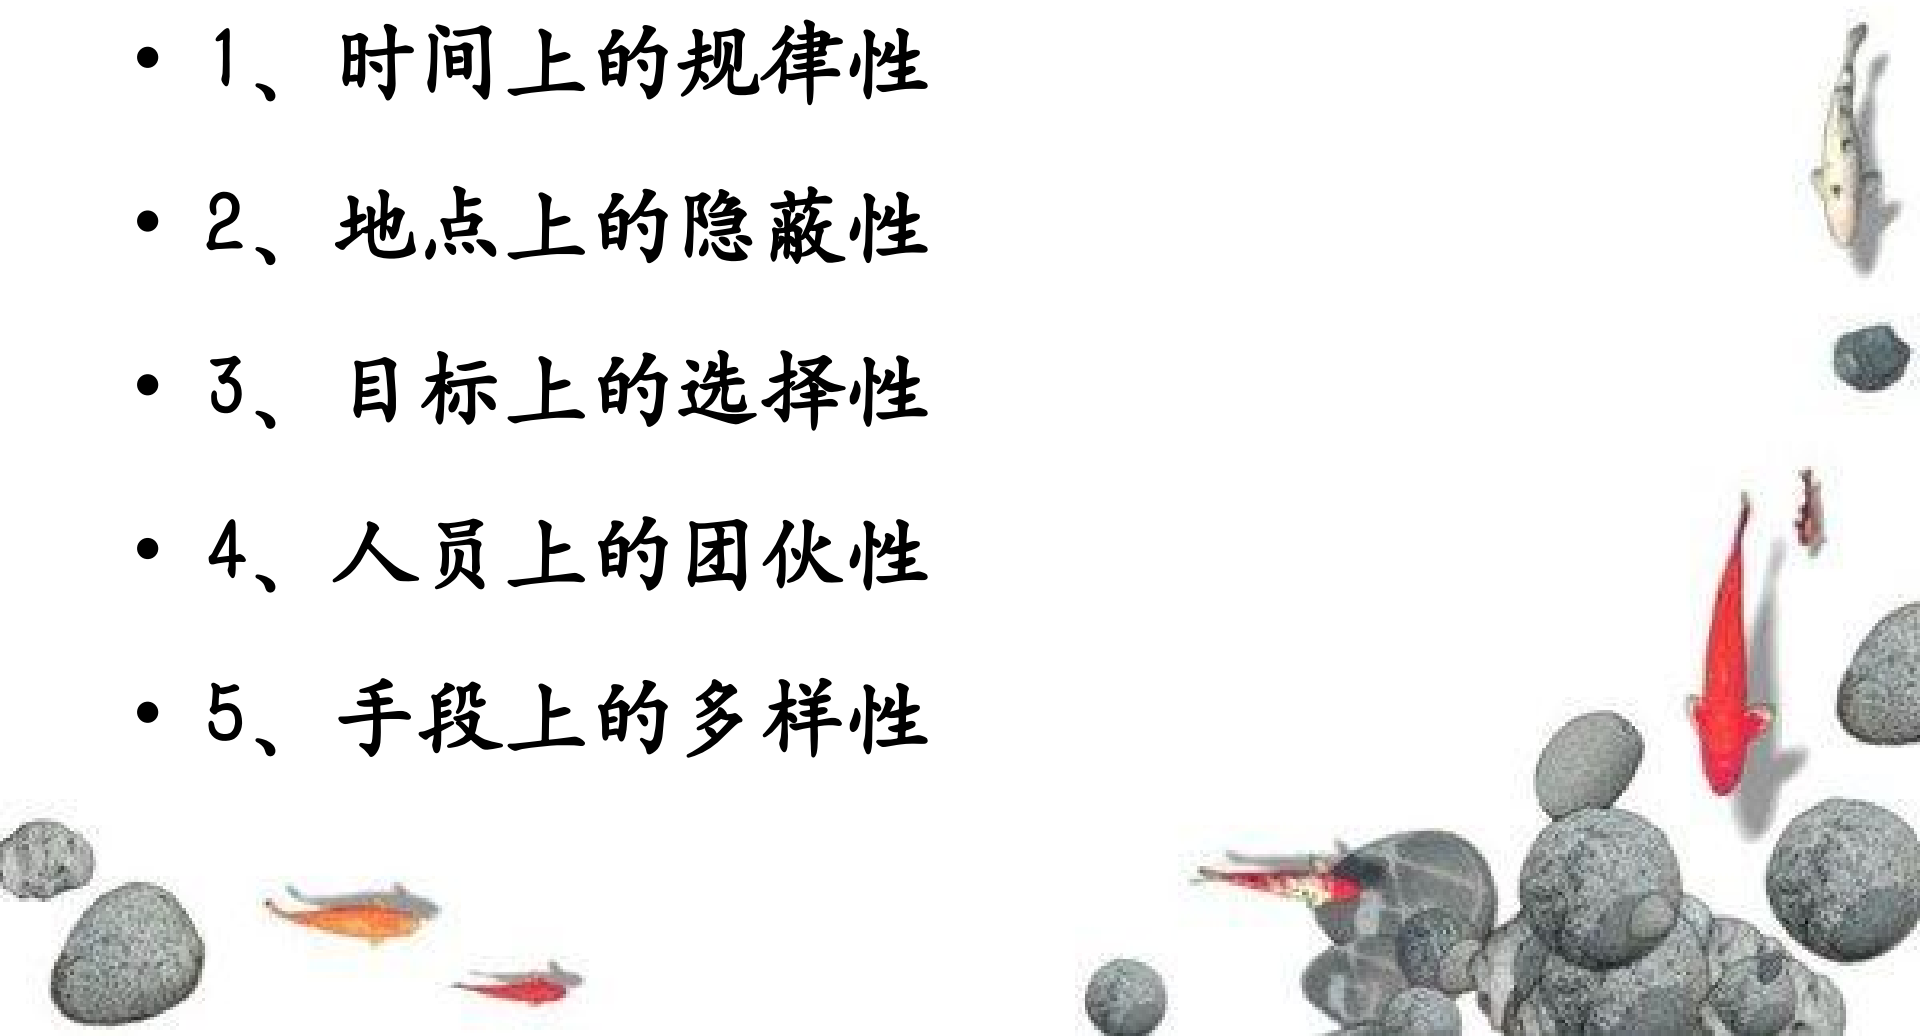 • 1、时间上的规律性
• 2、地点上的隐蔽性
• 3、目标上的选择性
• 4、人员上的团伙性
• 5、手段上的多样性